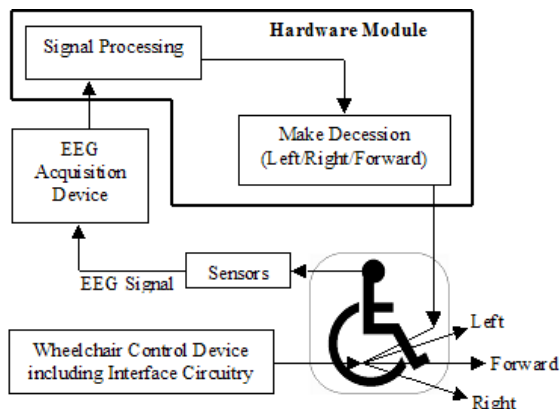 Hardware Module
Signal Processing
Make Decession
(Left/Right/Forward)
EEG
Acquisition
Device
EEG Signal
Sensors
Wheelchair Control Device
including Interface Circuitry
Left
Forward
Right